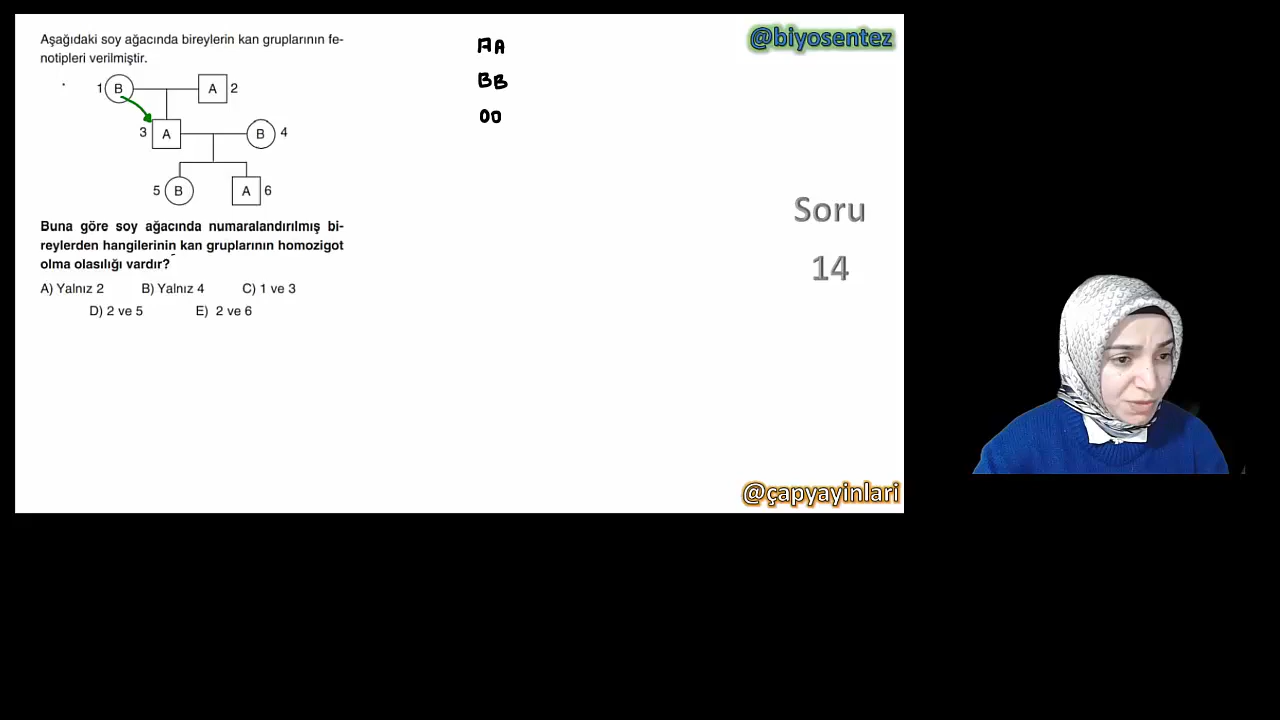 Aşağıdaki soy ağacında bireylerin kan gruplarının fe-
notipleri verilmiştir.
1 B A 2
3 A B 4
5 B A 6
Buna göre soy ağacında numaralandırılmış bi-
reylerden hangilerinin kan gruplarının homozigot
olma olasılığı vardır?
A) Yalnız 2 B) Yalnız 4 C) 1 ve 3
D) 2 ve 5 E) 2 ve 6
AA
BB
OO
@biyosentez
Soru
14
@çapyayinlari